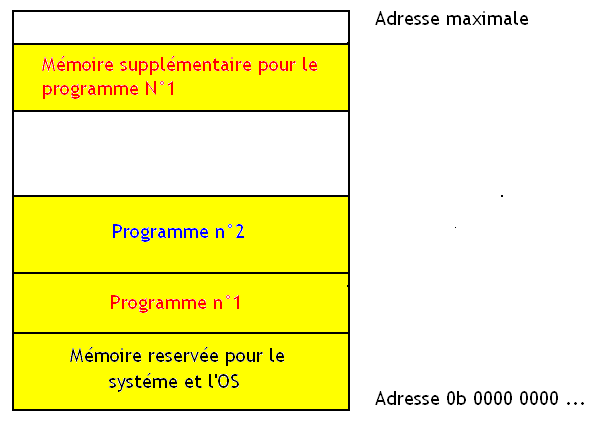 Adresse maximale
Mémoire supplémentaire pour le
programme N°1
Programme n°2
Programme n°1
Mémoire reservée pour le
systéme et l'OS
Adresse 0b 0000 0000 ...